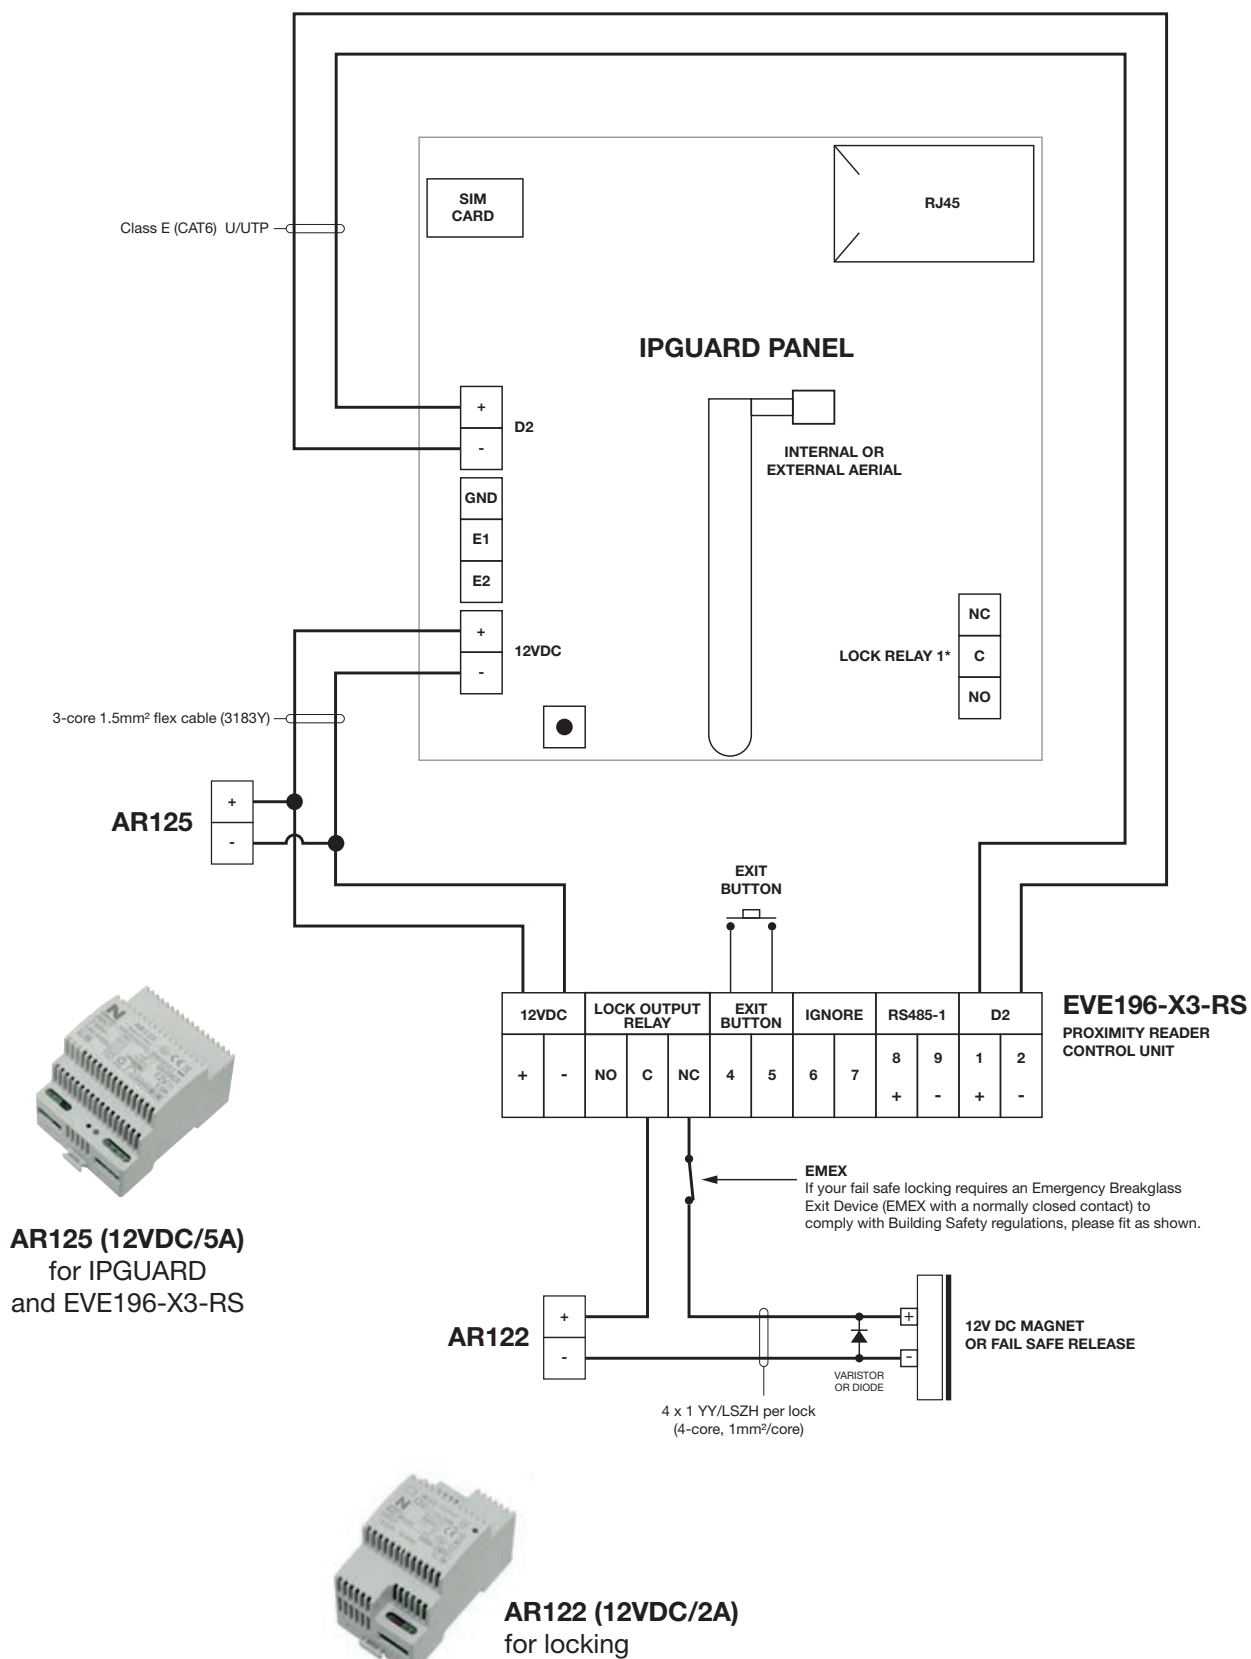 SIM
CARD
RJ45
Class E (CAT6) U/UTP
IPGUARD PANEL
+
D2
-
INTERNAL OR
EXTERNAL AERIAL
GND
E1
E2
+
12VDC
-
NC
LOCK RELAY 1*
C
NO
3-core 1.5mm² flex cable (3183Y)
AR125
+
-
EXIT
BUTTON
12VDC
LOCK OUTPUT
RELAY
EXIT
BUTTON
IGNORE
RS485-1
D2
EVE196-X3-RS
PROXIMITY READER
CONTROL UNIT
+ - NO C NC 4 5 6 7 8 9 1 2
+ - + -
EMEX
If your fail safe locking requires an Emergency Breakglass
Exit Device (EMEX with a normally closed contact) to
comply with Building Safety regulations, please fit as shown.
AR125 (12VDC/5A)
for IPGUARD
and EVE196-X3-RS
AR122
+
-
+
-
12V DC MAGNET
OR FAIL SAFE RELEASE
VARISTOR
OR DIODE
4 x 1 YY/LSZH per lock
(4-core, 1mm²/core)
N
N
AR122 (12VDC/2A)
for locking